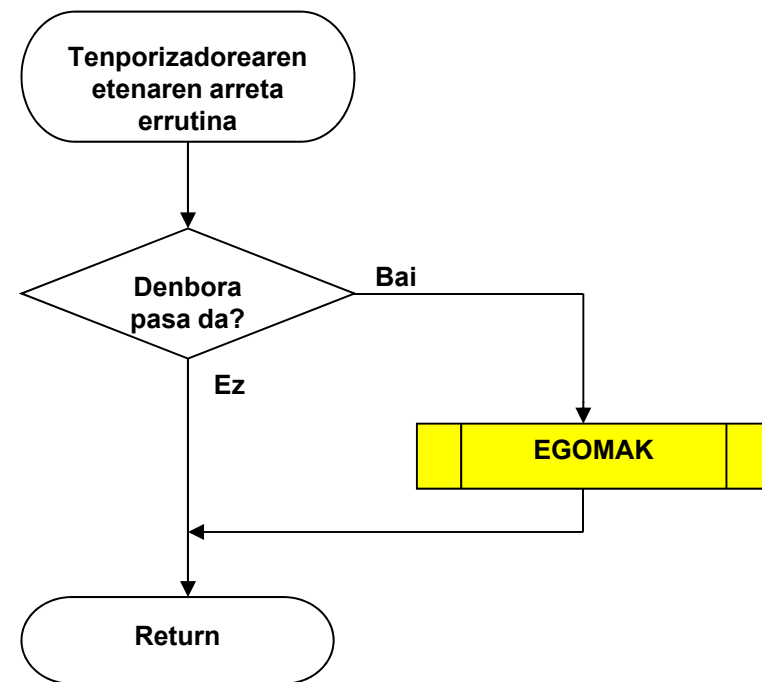 Tenporizadorearen
etenaren arreta
errutina
Denbora
pasa da?
Bai
Ez
EGOMAK
Return